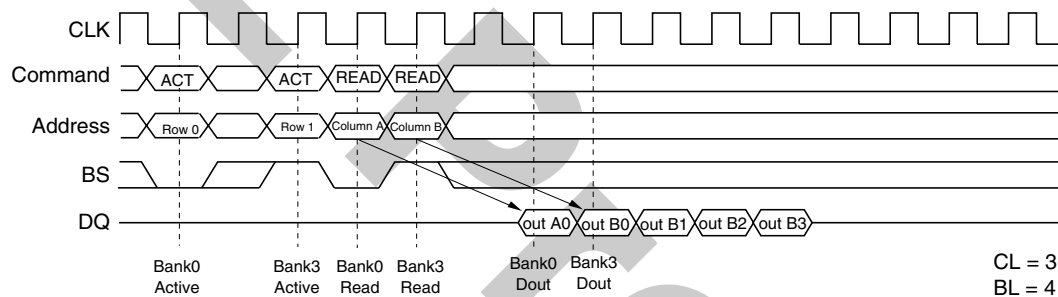 CLK
Command ACT ACT READ READ
Address Row 0 Row 1 Column A Column B
BS
DQ out A0 out B0 out B1 out B2 out B3
Bank0 Active
Bank3 Active
Bank0 Read
Bank3 Read
Bank0 Dout
Bank3 Dout
CL = 3
BL = 4